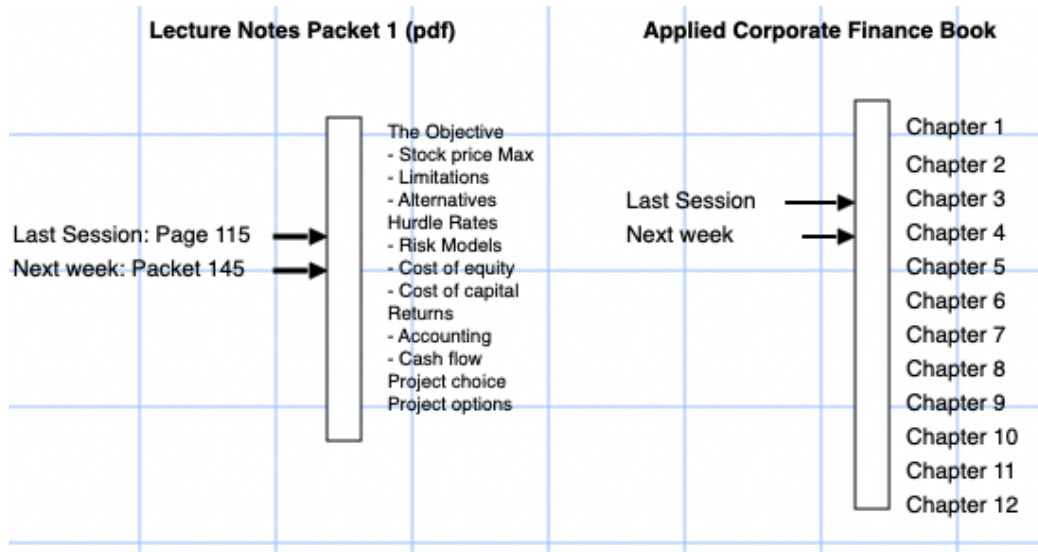 Lecture Notes Packet 1 (pdf)
The Objective
- Stock price Max
- Limitations
- Alternatives
Hurdle Rates
- Risk Models
- Cost of equity
- Cost of capital
Returns
- Accounting
- Cash flow
Project choice
Project options
Last Session: Page 115
Next week: Packet 145
Applied Corporate Finance Book
Last Session
Next week
Chapter 1
Chapter 2
Chapter 3
Chapter 4
Chapter 5
Chapter 6
Chapter 7
Chapter 8
Chapter 9
Chapter 10
Chapter 11
Chapter 12